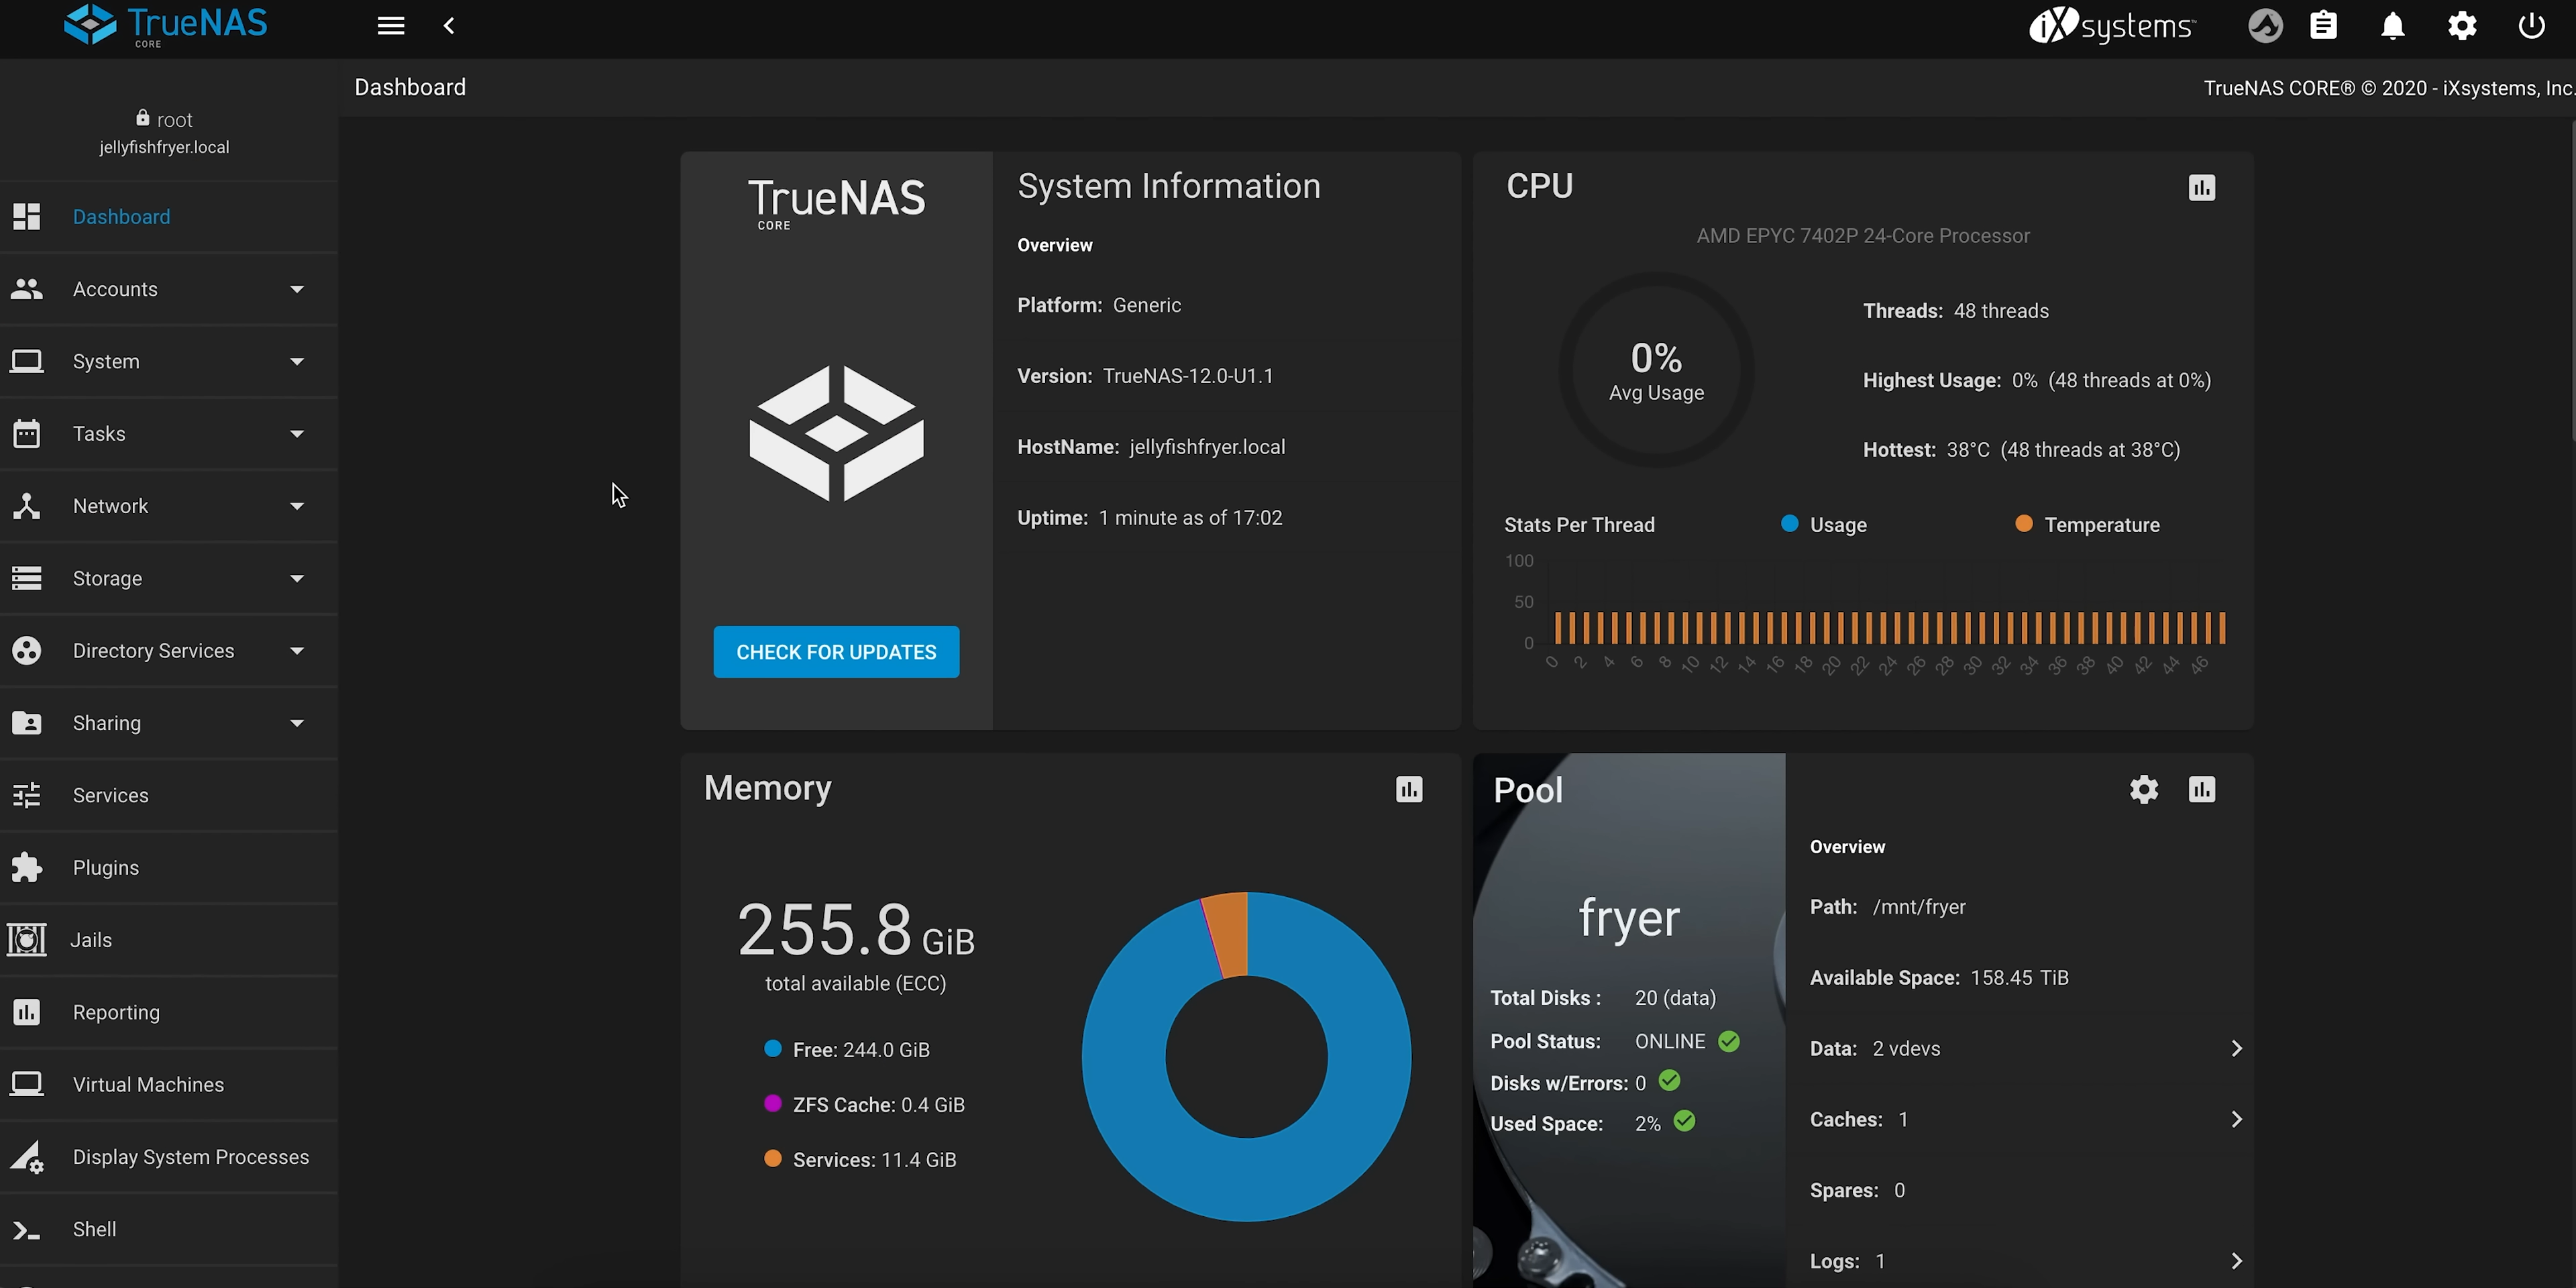 TrueNAS
CORE
iXsystems™
Dashboard
TrueNAS CORE® © 2020 - iXsystems, Inc.
root
jellyfishfryer.local
Dashboard
Accounts
System
Tasks
Network
Storage
Directory Services
Sharing
Services
Plugins
Jails
Reporting
Virtual Machines
Display System Processes
Shell
TrueNAS
CORE
CHECK FOR UPDATES
System Information
Overview
Platform: Generic
Version: TrueNAS-12.0-U1.1
HostName: jellyfishfryer.local
Uptime: 1 minute as of 17:02
CPU
AMD EPYC 7402P 24-Core Processor
0%
Avg Usage
Threads: 48 threads
Highest Usage: 0% (48 threads at 0%)
Hottest: 38°C (48 threads at 38°C)
Stats Per Thread Usage Temperature
100
50
0
0 2 4 6 8 10 12 14 16 18 20 22 24 26 28 30 32 34 36 38 40 42 44 46
Memory
255.8 GiB
total available (ECC)
Free: 244.0 GiB
ZFS Cache: 0.4 GiB
Services: 11.4 GiB
Pool
fryer
Total Disks : 20 (data)
Pool Status: ONLINE
Disks w/Errors: 0
Used Space: 2%
Overview
Path: /mnt/fryer
Available Space: 158.45 TiB
Data: 2 vdevs
Caches: 1
Spares: 0
Logs: 1